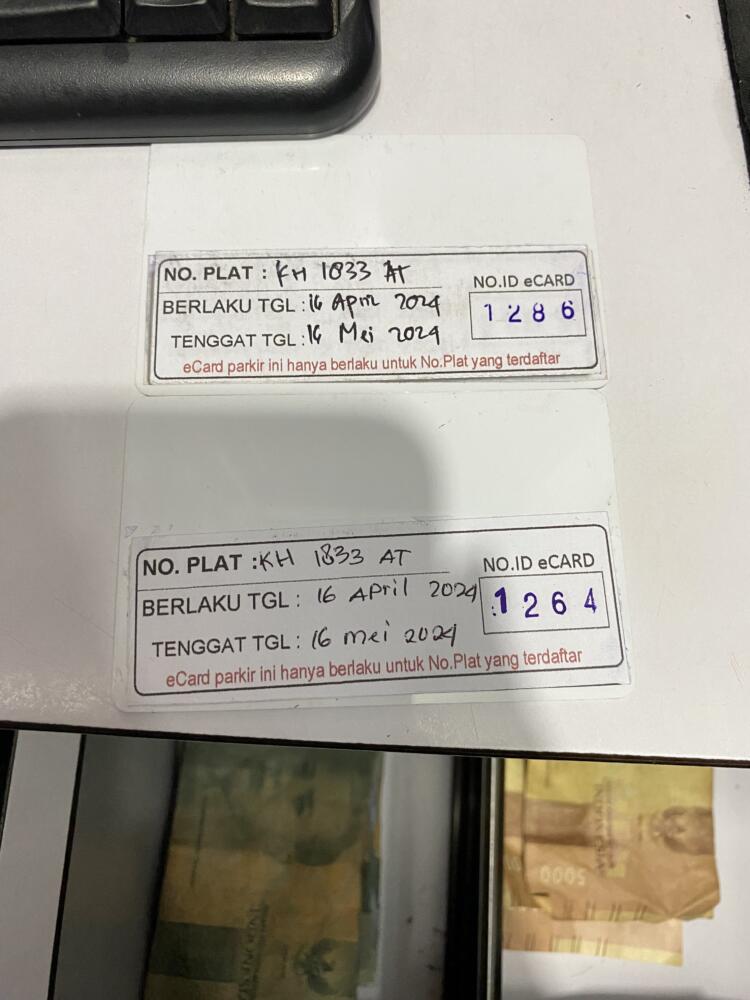 NO. PLAT : KH 1833 AT
NO.ID eCARD
BERLAKU TGL : 16 April 2024
1286
TENGGAT TGL : 16 Mei 2024
eCard parkir ini hanya berlaku untuk No.Plat yang terdaftar
NO. PLAT : KH 1833 AT
NO.ID eCARD
BERLAKU TGL : 16 April 2024
1264
TENGGAT TGL : 16 mei 2024
eCard parkir ini hanya berlaku untuk No.Plat yang terdaftar
5000